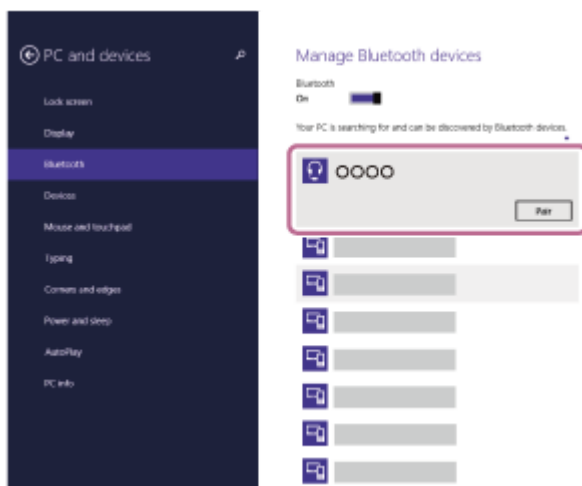 PC and devices
Lock screen
Display
Bluetooth
Devices
Mouse and touchpad
Typing
Corners and edges
Power and sleep
AutoPlay
PC info
Manage Bluetooth devices
Bluetooth
On
Your PC is searching for and can be discovered by Bluetooth devices.
OOOO
Pair